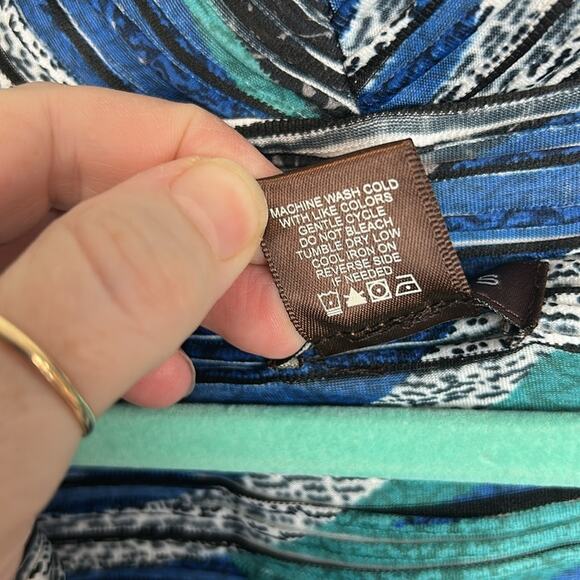 MACHINE WASH COLD
WITH LIKE COLORS
GENTLE CYCLE
DO NOT BLEACH
TUMBLE DRY LOW
COOL IRON ON
REVERSE SIDE
IF NEEDED
S